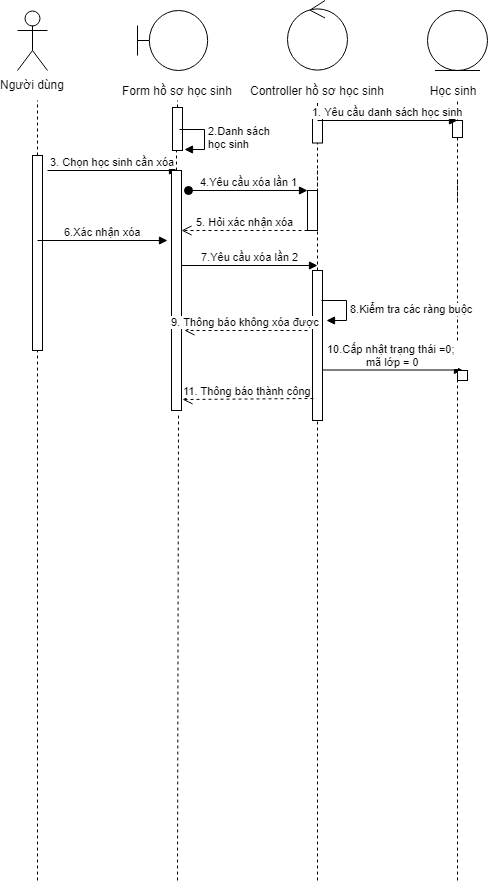 Người dùng
Form hồ sơ học sinh
Controller hồ sơ học sinh
Học sinh
1. Yêu cầu danh sách học sinh
2.Danh sách
học sinh
3. Chọn học sinh cần xóa
4.Yêu cầu xóa lần 1
5. Hỏi xác nhận xóa
6.Xác nhận xóa
7.Yêu cầu xóa lần 2
8.Kiểm tra các ràng buộc
9. Thông báo không xóa được
10.Cấp nhật trạng thái =0;
mã lớp = 0
11. Thông báo thành công